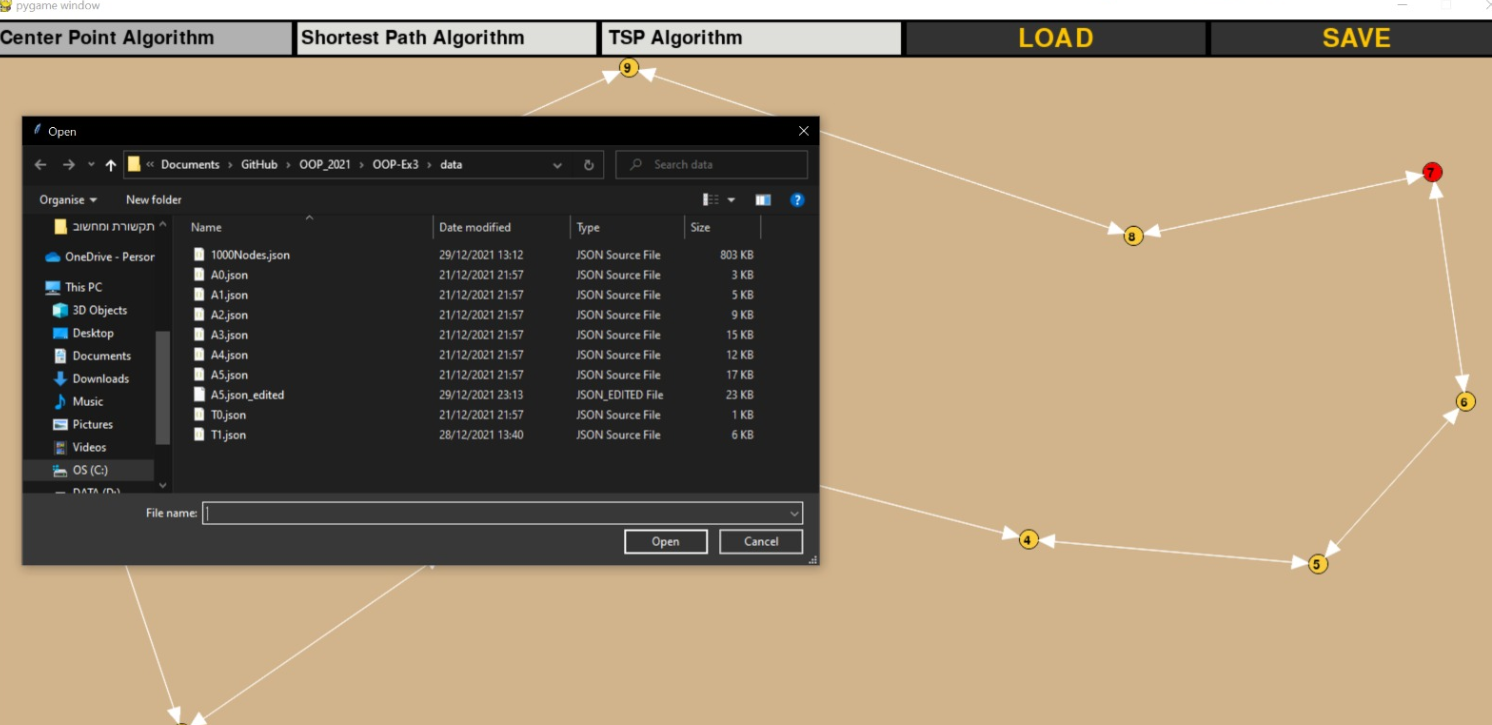 pygame window
Center Point Algorithm
Shortest Path Algorithm
TSP Algorithm
LOAD
SAVE
9
7
8
6
4
5
Open
« Documents › GitHub › OOP_2021 › OOP-Ex3 › data
Search data
Organise
New folder
תקשורת ומחשוב
OneDrive - Person
This PC
3D Objects
Desktop
Documents
Downloads
Music
Pictures
Videos
OS (C:)
DATA (D:)
Name Date modified Type Size
1000Nodes.json 29/12/2021 13:12 JSON Source File 803 KB
A0.json 21/12/2021 21:57 JSON Source File 3 KB
A1.json 21/12/2021 21:57 JSON Source File 5 KB
A2.json 21/12/2021 21:57 JSON Source File 9 KB
A3.json 21/12/2021 21:57 JSON Source File 15 KB
A4.json 21/12/2021 21:57 JSON Source File 12 KB
A5.json 21/12/2021 21:57 JSON Source File 17 KB
A5.json_edited 29/12/2021 23:13 JSON_EDITED File 23 KB
T0.json 21/12/2021 21:57 JSON Source File 1 KB
T1.json 28/12/2021 13:40 JSON Source File 6 KB
File name:
Open
Cancel